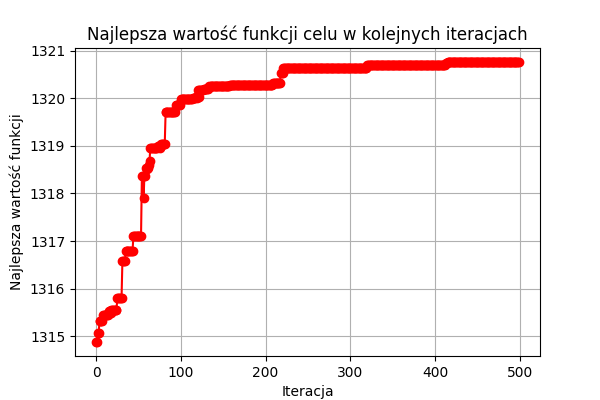 Najlepsza wartość funkcji celu w kolejnych iteracjach
Najlepsza wartość funkcji
1321
1320
1319
1318
1317
1316
1315
0 100 200 300 400 500
Iteracja